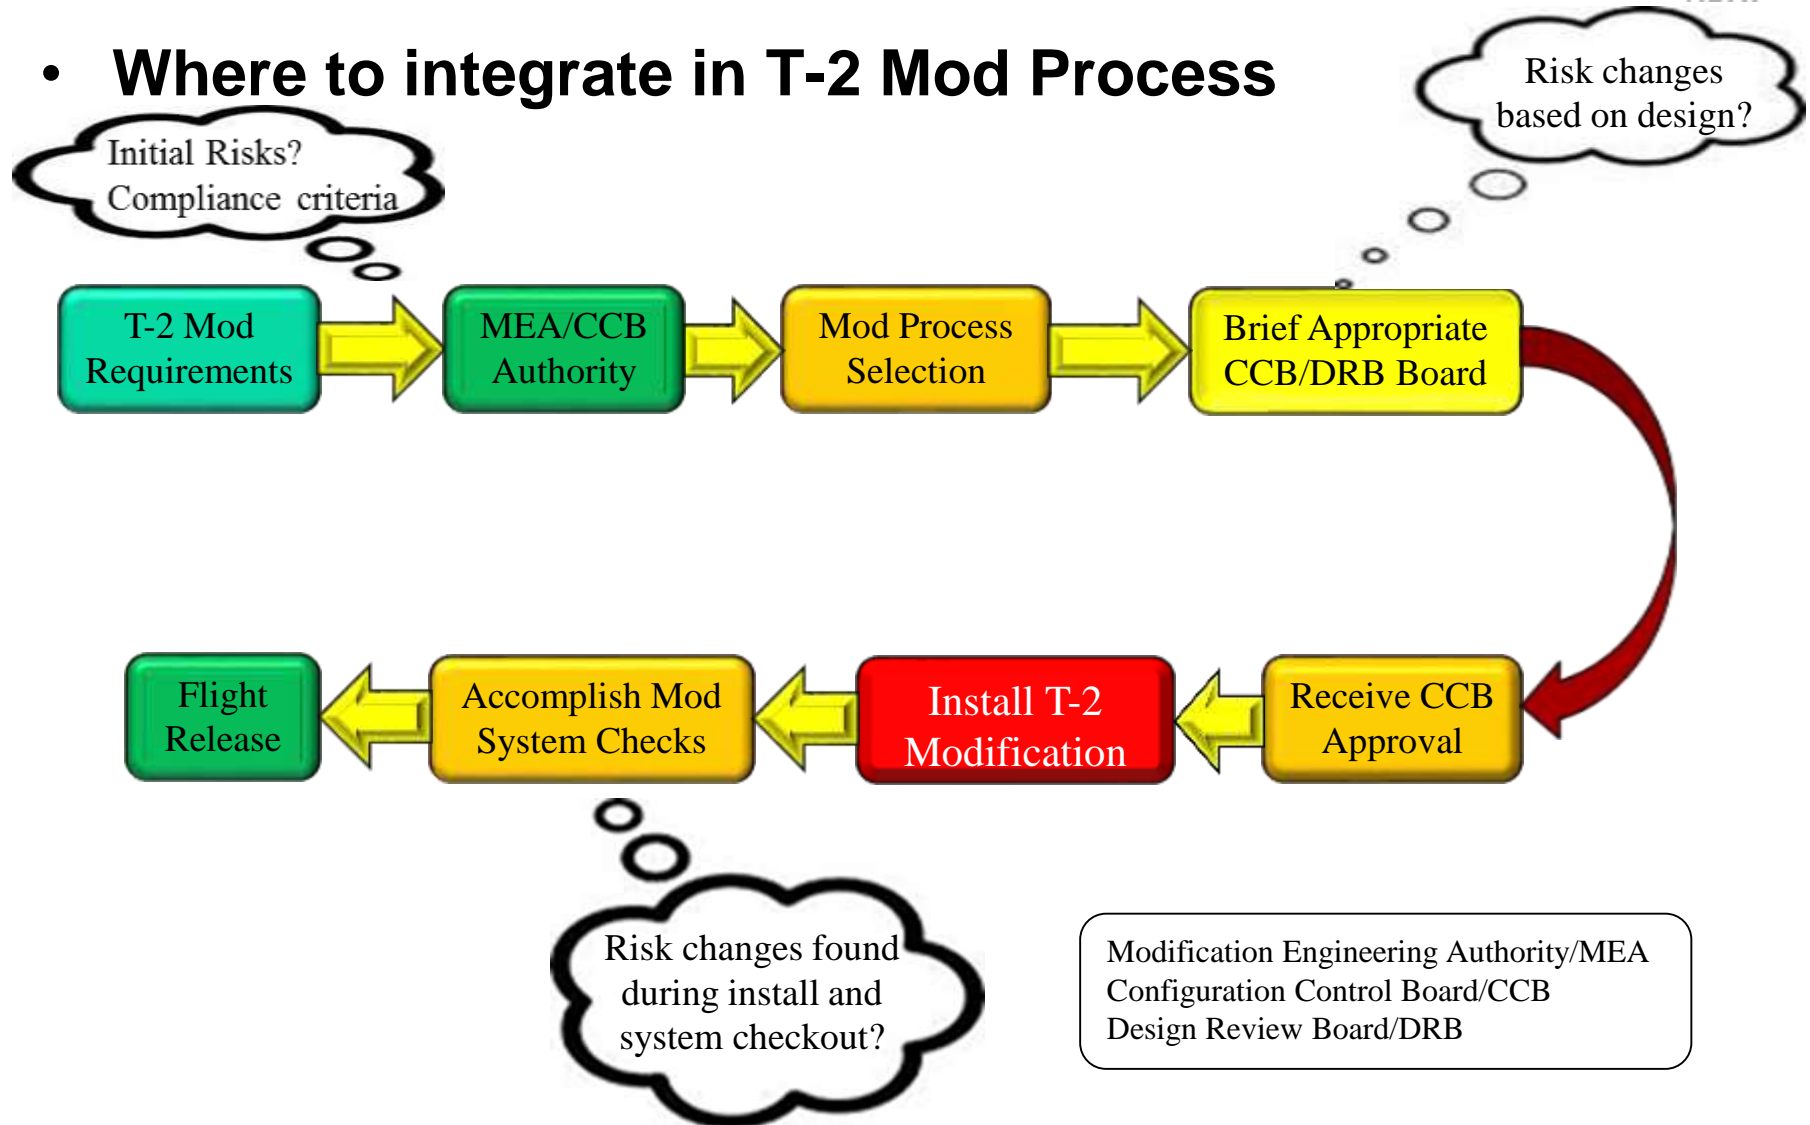 • Where to integrate in T-2 Mod Process
Risk changes
based on design?
Initial Risks?
Compliance criteria
T-2 Mod
Requirements
MEA/CCB
Authority
Mod Process
Selection
Brief Appropriate
CCB/DRB Board
Flight
Release
Accomplish Mod
System Checks
Install T-2
Modification
Receive CCB
Approval
Risk changes found
during install and
system checkout?
Modification Engineering Authority/MEA
Configuration Control Board/CCB
Design Review Board/DRB